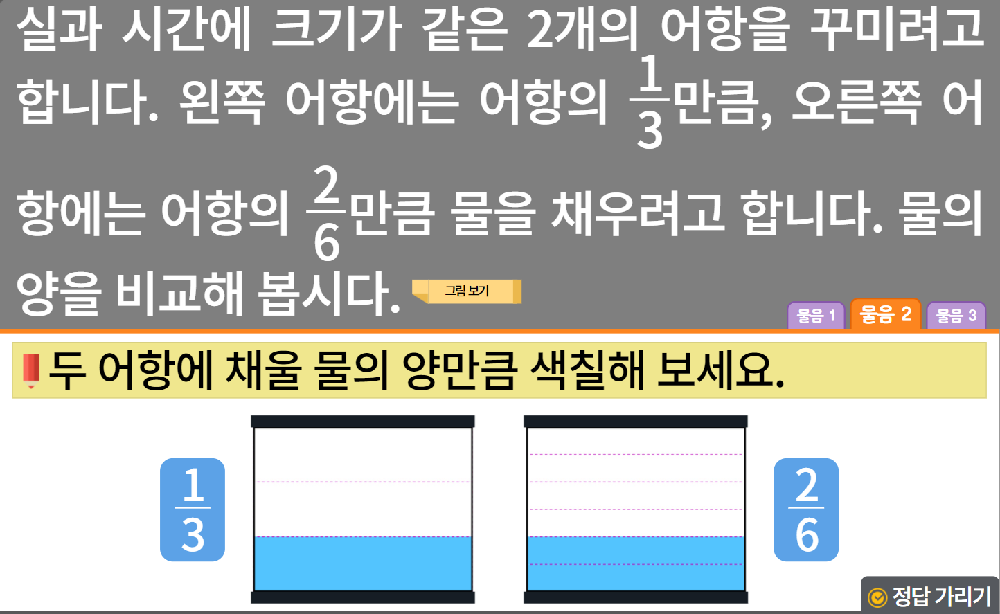 실과 시간에 크기가 같은 2개의 어항을 꾸미려고
합니다. 왼쪽 어항에는 어항의 1/3만큼, 오른쪽 어
항에는 어항의 2/6만큼 물을 채우려고 합니다. 물의
양을 비교해 봅시다. 그림 보기
물음 1 물음 2 물음 3
두 어항에 채울 물의 양만큼 색칠해 보세요.
1/3 2/6
정답 가리기